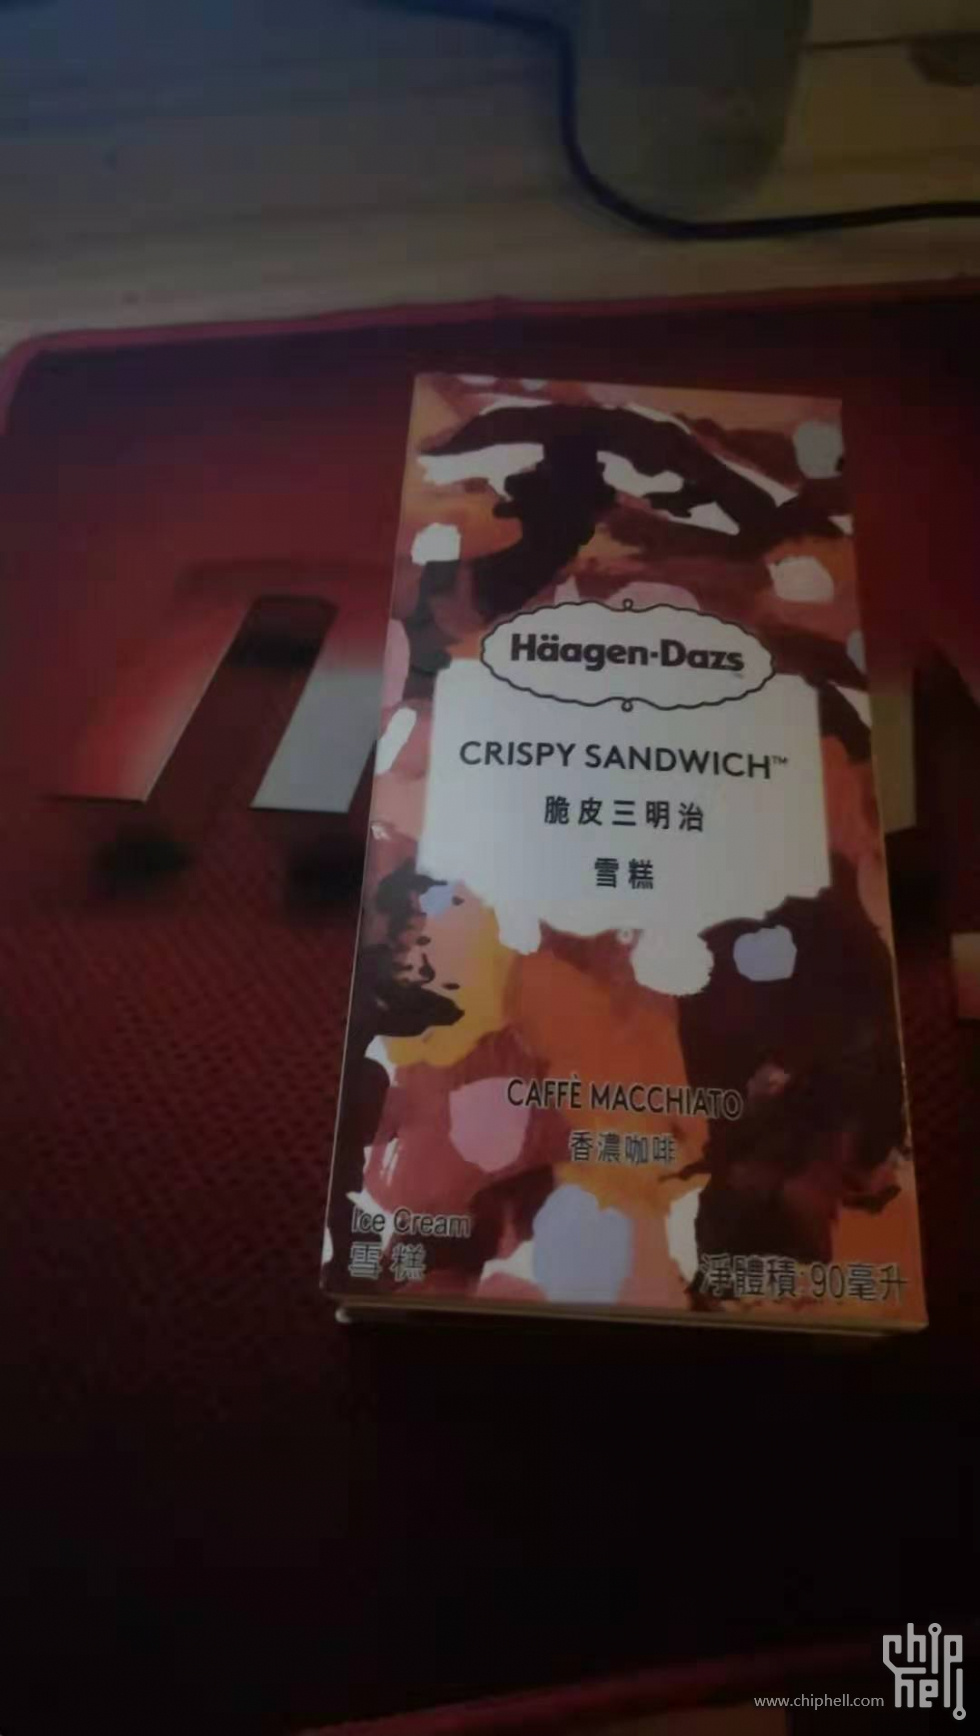 Häagen-Dazs
CRISPY SANDWICH™
脆皮三明治
雪糕
CAFFÈ MACCHIATO
香濃咖啡
Ice Cream
雪糕
淨體積:90毫升
www.chiphell.com
chip
hell